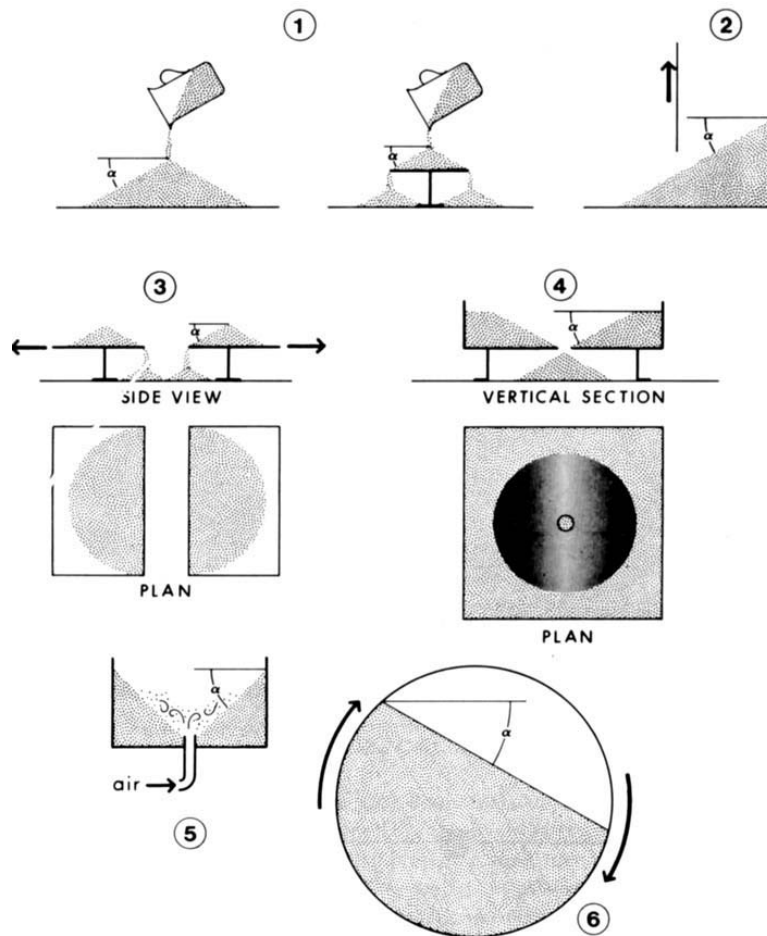 1
2
α
α
α
3
4
α
α
SIDE VIEW
VERTICAL SECTION
PLAN
PLAN
α
α
air
5
6